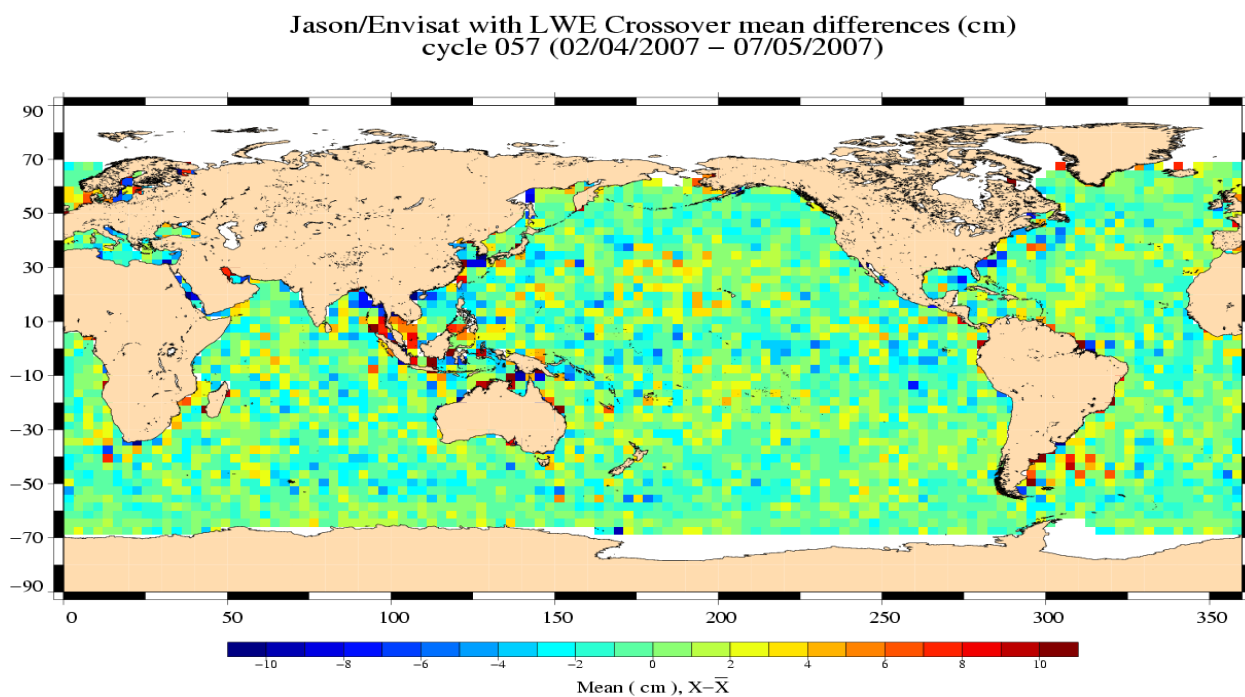 Jason/Envisat with LWE Crossover mean differences (cm)
cycle 057 (02/04/2007 − 07/05/2007)
90
70
50
30
10
−10
−30
−50
−70
−90
0 50 100 150 200 250 300 350
−10 −8 −6 −4 −2 0 2 4 6 8 10
Mean ( cm ), X−X̅